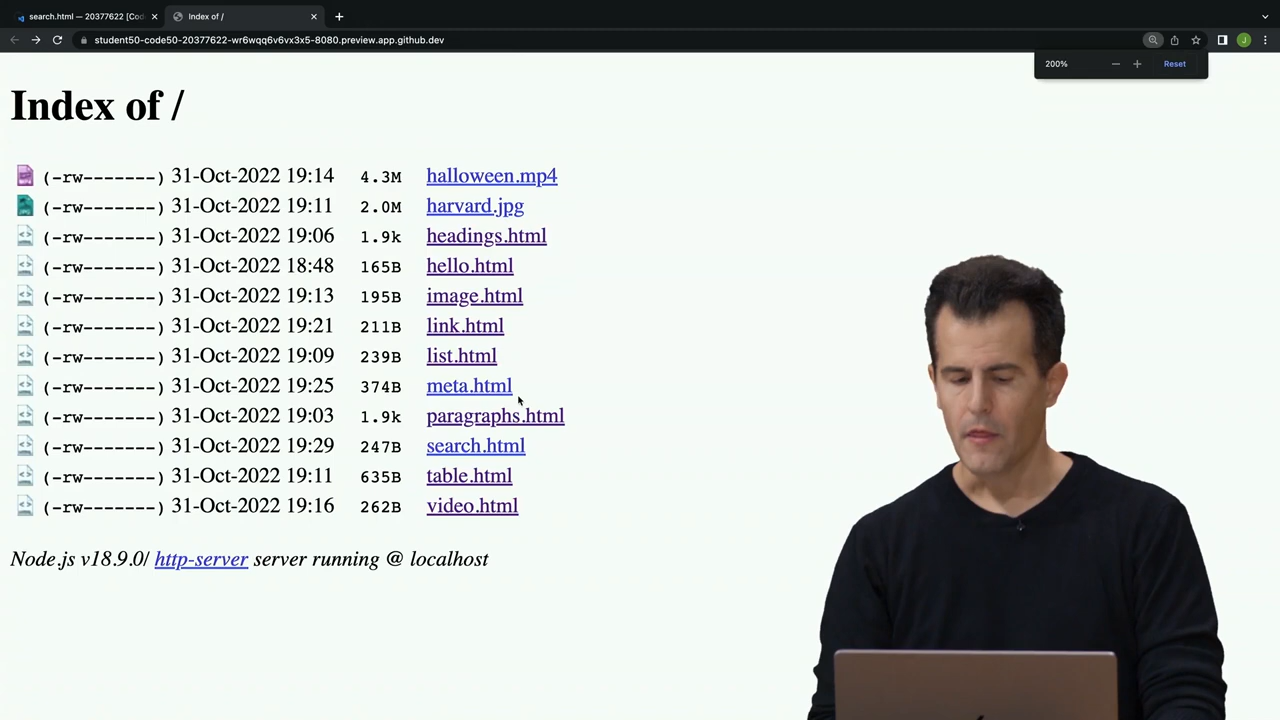 search.html — 20377622 [Cod
Index of /
student50-code50-20377622-wr6wqq6v6vx3x5-8080.preview.app.github.dev
J
200%
Reset
Index of /
(-rw-------) 31-Oct-2022 19:14 4.3M halloween.mp4
(-rw-------) 31-Oct-2022 19:11 2.0M harvard.jpg
(-rw-------) 31-Oct-2022 19:06 1.9k headings.html
(-rw-------) 31-Oct-2022 18:48 165B hello.html
(-rw-------) 31-Oct-2022 19:13 195B image.html
(-rw-------) 31-Oct-2022 19:21 211B link.html
(-rw-------) 31-Oct-2022 19:09 239B list.html
(-rw-------) 31-Oct-2022 19:25 374B meta.html
(-rw-------) 31-Oct-2022 19:03 1.9k paragraphs.html
(-rw-------) 31-Oct-2022 19:29 247B search.html
(-rw-------) 31-Oct-2022 19:11 635B table.html
(-rw-------) 31-Oct-2022 19:16 262B video.html
Node.js v18.9.0/ http-server server running @ localhost